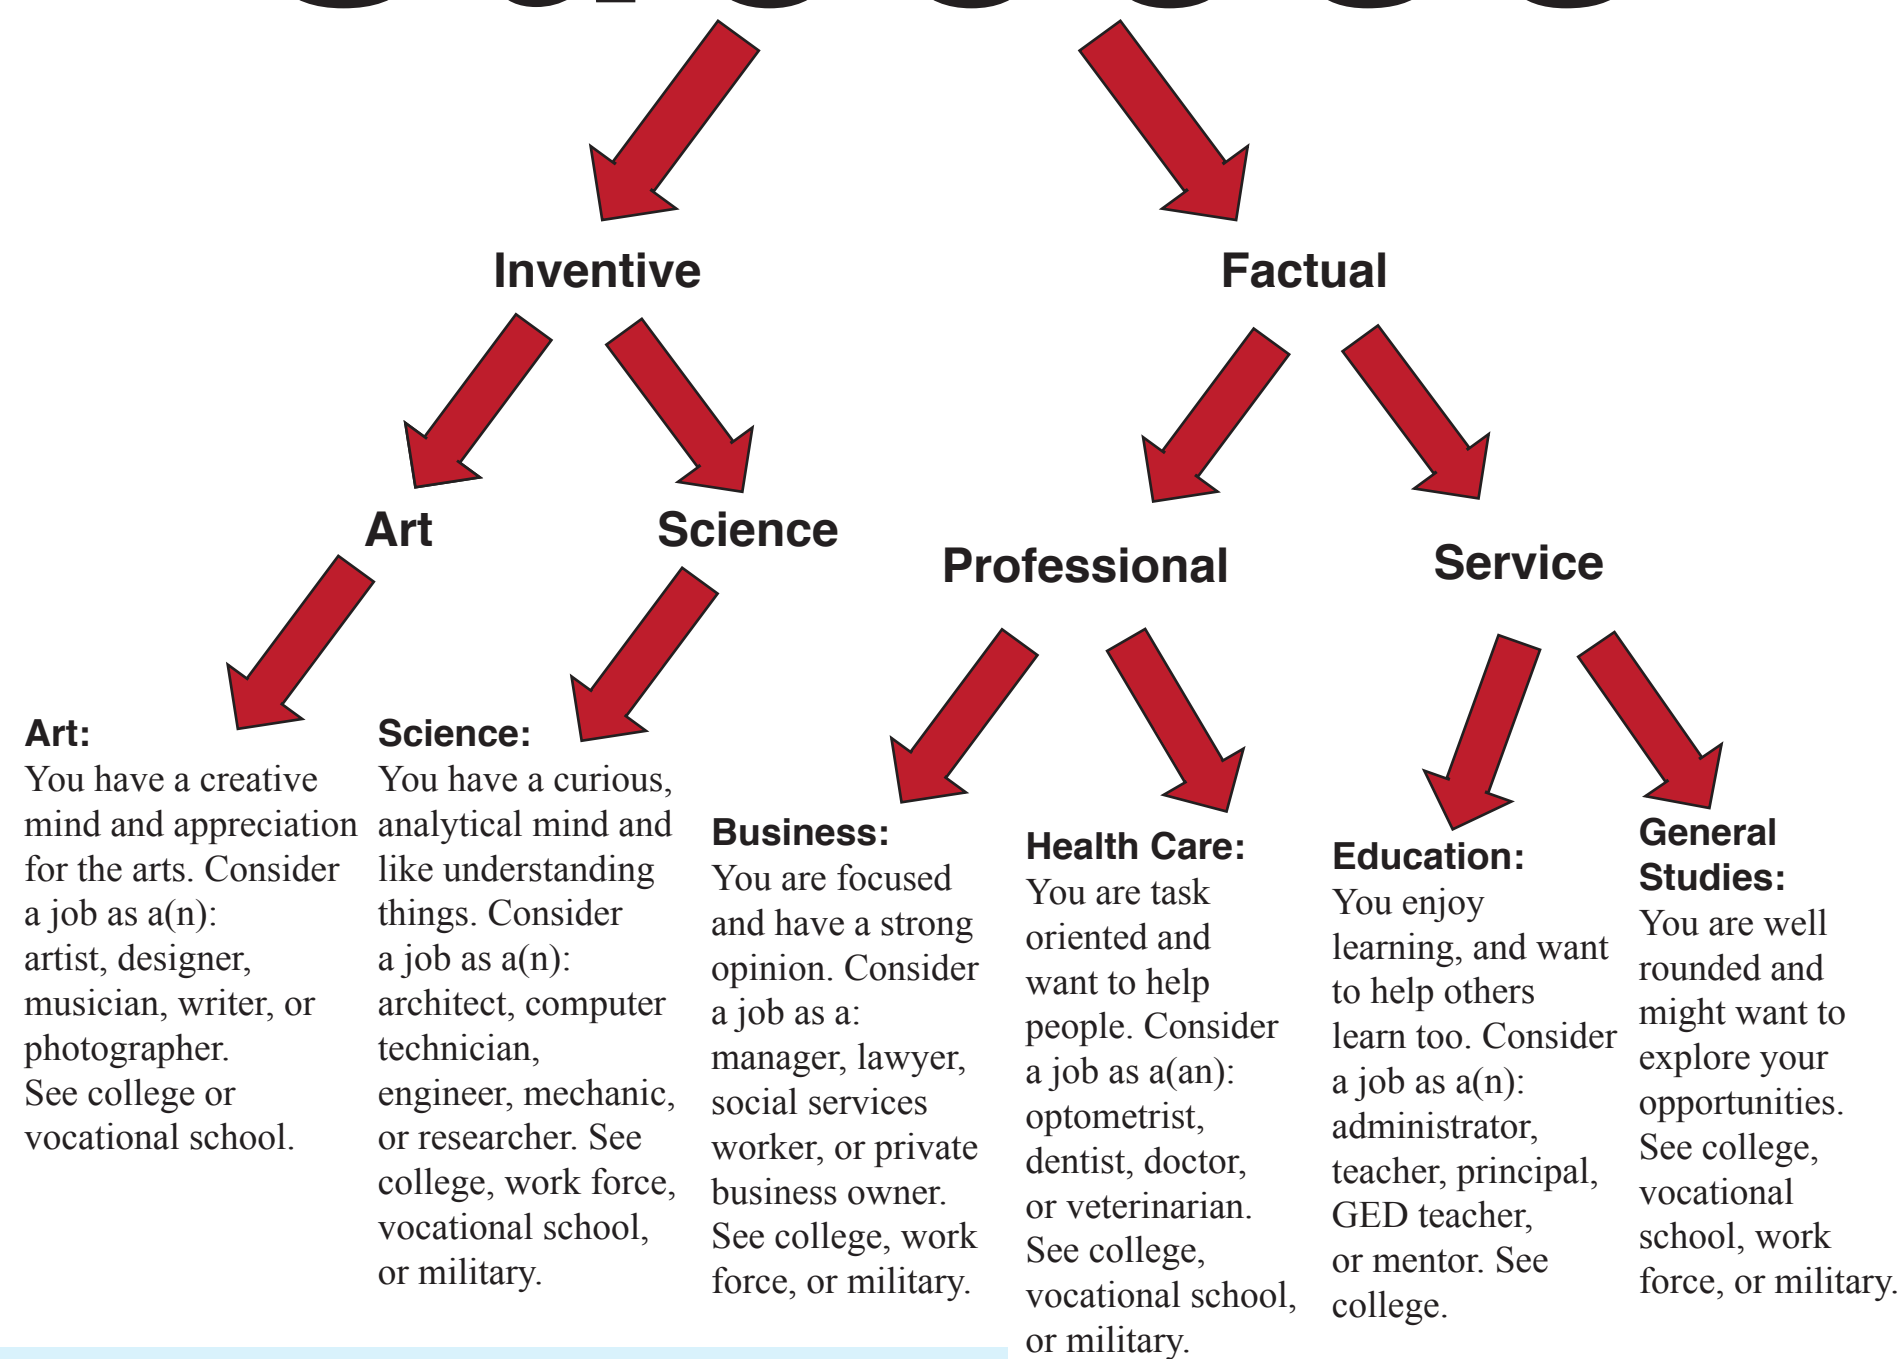 Inventive
Factual
Art
Science
Professional
Service
Art:
You have a creative
mind and appreciation
for the arts. Consider
a job as a(n):
artist, designer,
musician, writer, or
photographer.
See college or
vocational school.
Science:
You have a curious,
analytical mind and
like understanding
things. Consider
a job as a(n):
architect, computer
technician,
engineer, mechanic,
or researcher. See
college, work force,
vocational school,
or military.
Business:
You are focused
and have a strong
opinion. Consider
a job as a:
manager, lawyer,
social services
worker, or private
business owner.
See college, work
force, or military.
Health Care:
You are task
oriented and
want to help
people. Consider
a job as a(an):
optometrist,
dentist, doctor,
or veterinarian.
See college,
vocational school,
or military.
Education:
You enjoy
learning, and want
to help others
learn too. Consider
a job as a(n):
administrator,
teacher, principal,
GED teacher,
or mentor. See
college.
General
Studies:
You are well
rounded and
might want to
explore your
opportunities.
See college,
vocational
school, work
force, or military.